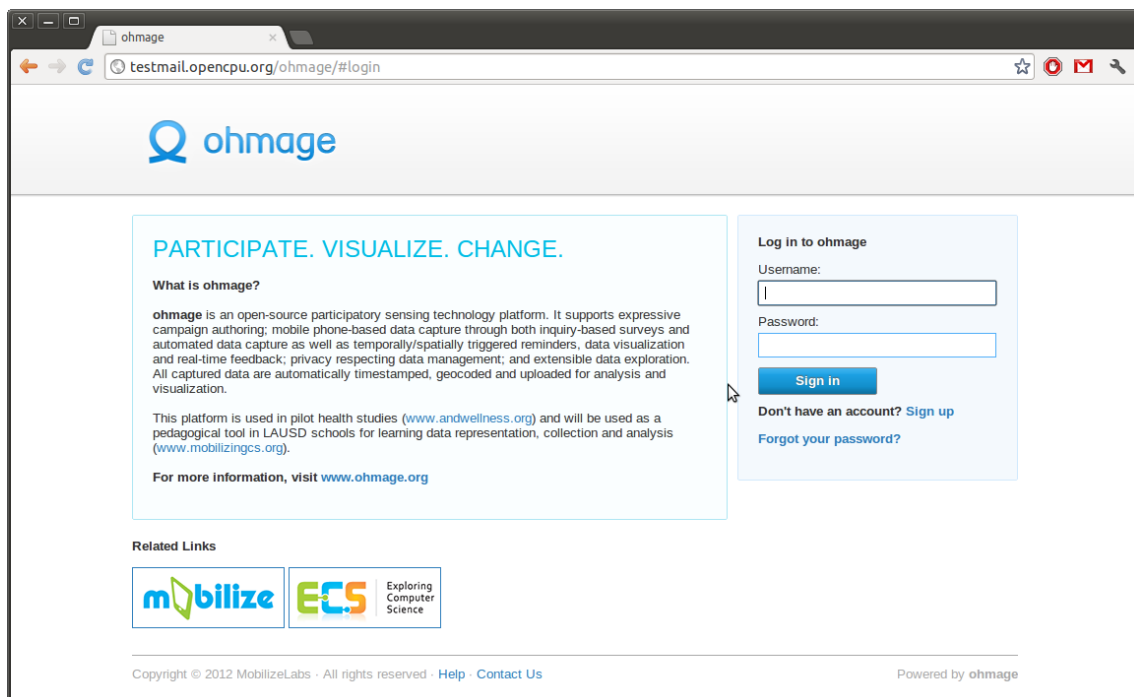 ohmage
testmail.opencpu.org/ohmage/#login
ohmage
PARTICIPATE. VISUALIZE. CHANGE.
What is ohmage?
ohmage is an open-source participatory sensing technology platform. It supports expressive
campaign authoring; mobile phone-based data capture through both inquiry-based surveys and
automated data capture as well as temporally/spatially triggered reminders, data visualization
and real-time feedback; privacy respecting data management; and extensible data exploration.
All captured data are automatically timestamped, geocoded and uploaded for analysis and
visualization.
This platform is used in pilot health studies (www.andwellness.org) and will be used as a
pedagogical tool in LAUSD schools for learning data representation, collection and analysis
(www.mobilizingcs.org).
For more information, visit www.ohmage.org
Log in to ohmage
Username:
Password:
Sign in
Don't have an account? Sign up
Forgot your password?
Related Links
mobilize
E.C.S
Exploring
Computer
Science
Copyright © 2012 MobilizeLabs · All rights reserved · Help · Contact Us
Powered by ohmage